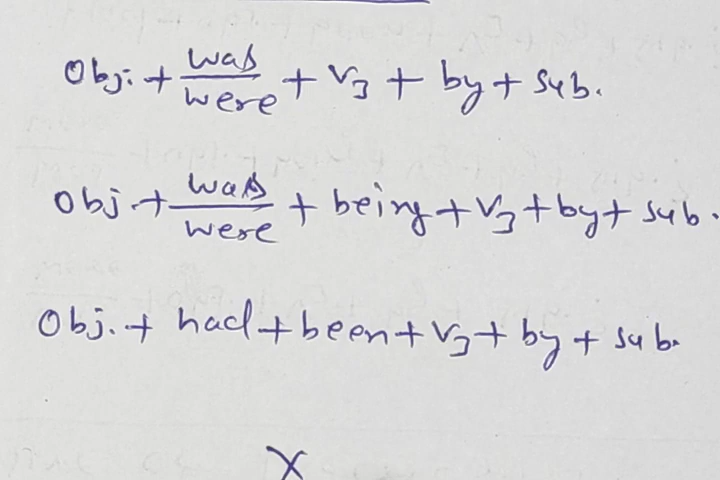 Obj. + was/were + V3 + by + sub.
Obj + was/were + being + V3 + by + sub.
Obj. + had + been + V3 + by + sub.
X